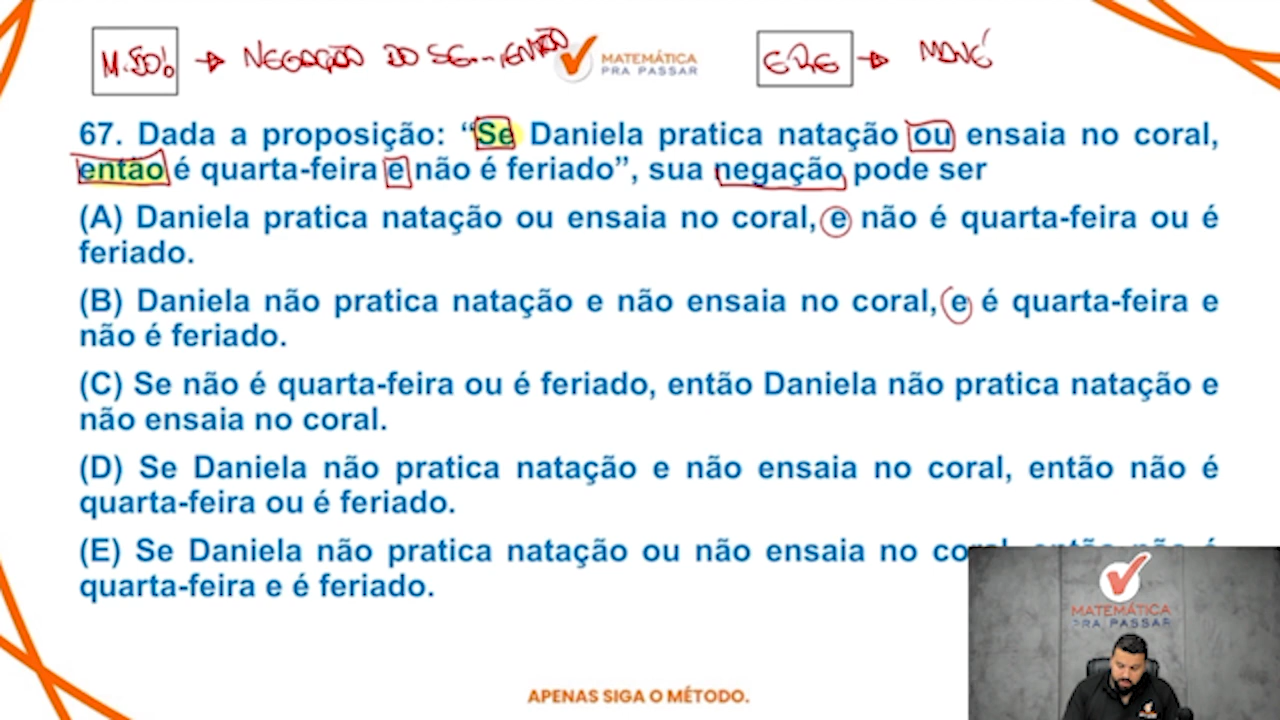 M.50% → NEGAÇÃO DO SE...ENTÃO
MATEMÁTICA
PRA PASSAR
→ MANÉ
67. Dada a proposição: “Se Daniela pratica natação ou ensaia no coral,
então é quarta-feira e não é feriado”, sua negação pode ser
(A) Daniela pratica natação ou ensaia no coral, e não é quarta-feira ou é
feriado.
(B) Daniela não pratica natação e não ensaia no coral, e é quarta-feira e
não é feriado.
(C) Se não é quarta-feira ou é feriado, então Daniela não pratica natação e
não ensaia no coral.
(D) Se Daniela não pratica natação e não ensaia no coral, então não é
quarta-feira ou é feriado.
(E) Se Daniela não pratica natação ou não ensaia no
quarta-feira e é feriado.
MATEMÁTICA
PRA PASSAR
APENAS SIGA O MÉTODO.